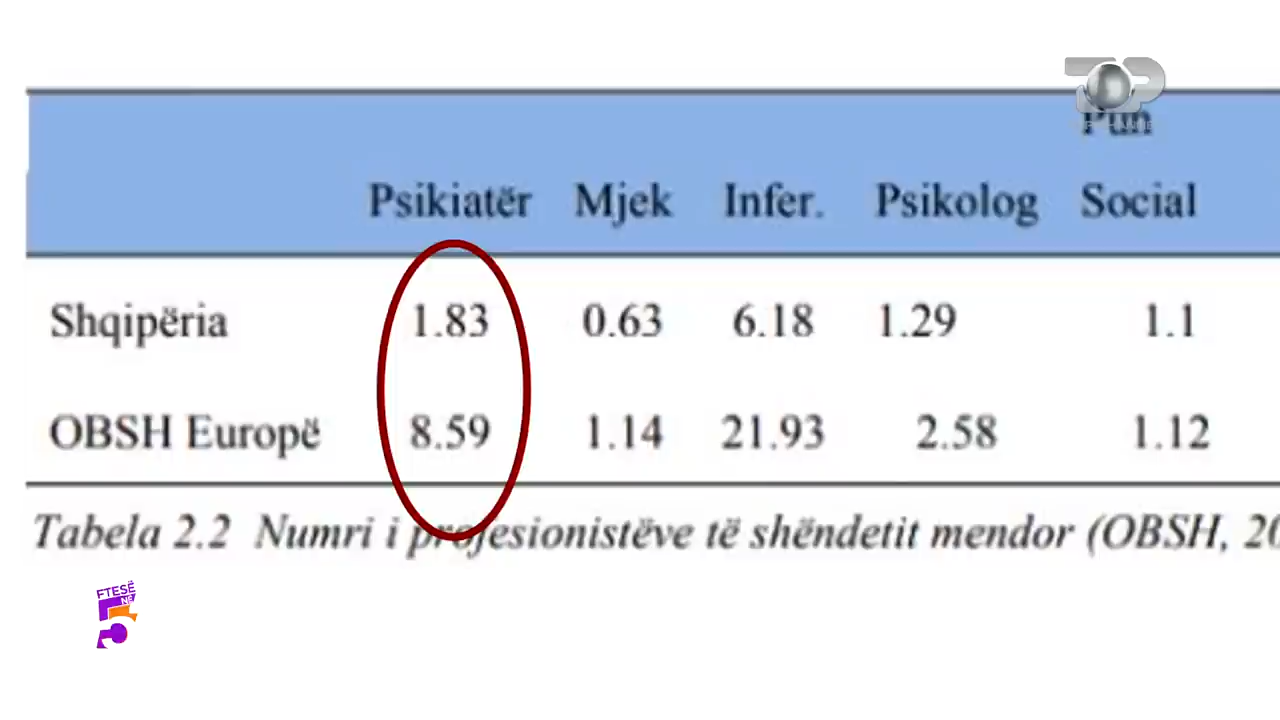 TOP
Pun
Psikiatër Mjek Infer. Psikolog Social
Shqipëria 1.83 0.63 6.18 1.29 1.1
OBSH Europë 8.59 1.14 21.93 2.58 1.12
Tabela 2.2 Numri i profesionistëve të shëndetit mendor (OBSH, 20
FTESË
NË
5